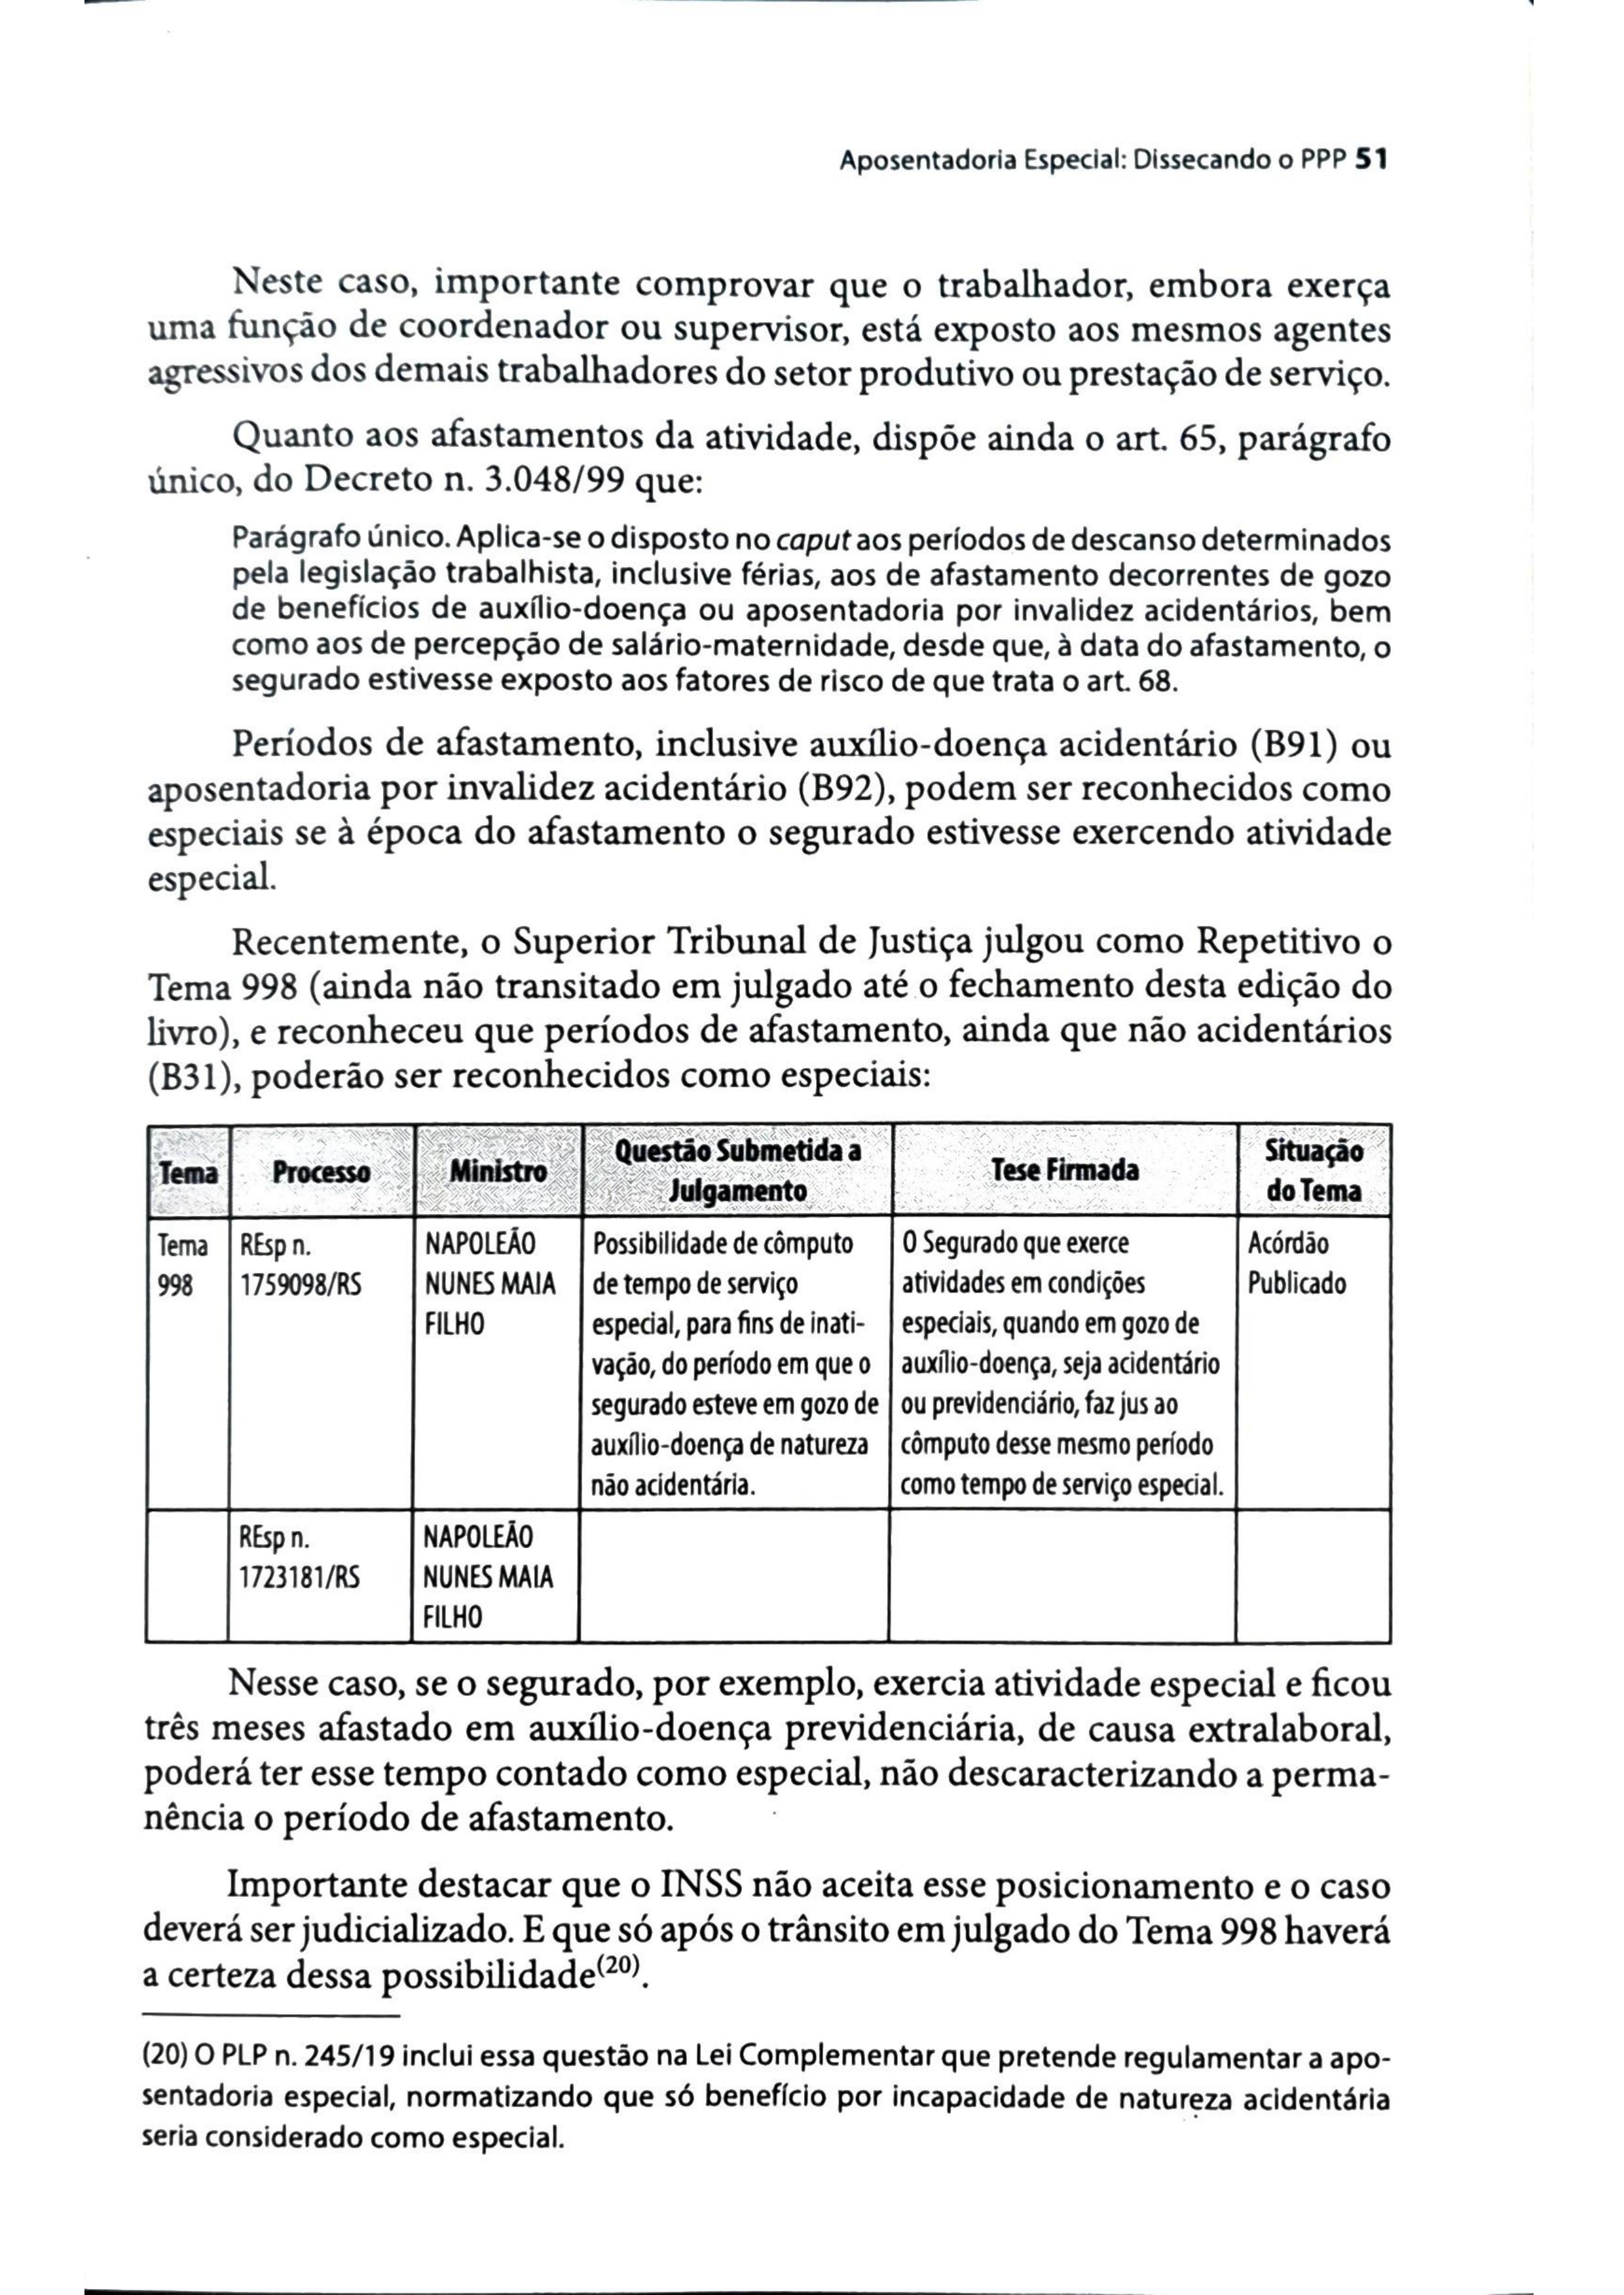 Aposentadoria Especial: Dissecando o PPP 51
Neste caso, importante comprovar que o trabalhador, embora exerça
uma função de coordenador ou supervisor, está exposto aos mesmos agentes
agressivos dos demais trabalhadores do setor produtivo ou prestação de serviço.
Quanto aos afastamentos da atividade, dispõe ainda o art. 65, parágrafo
único, do Decreto n. 3.048/99 que:
Parágrafo único. Aplica-se o disposto no caput aos períodos de descanso determinados
pela legislação trabalhista, inclusive férias, aos de afastamento decorrentes de gozo
de benefícios de auxílio-doença ou aposentadoria por invalidez acidentários, bem
como aos de percepção de salário-maternidade, desde que, à data do afastamento, o
segurado estivesse exposto aos fatores de risco de que trata o art. 68.
Períodos de afastamento, inclusive auxílio-doença acidentário (B91) ou
aposentadoria por invalidez acidentário (B92), podem ser reconhecidos como
especiais se à época do afastamento o segurado estivesse exercendo atividade
especial.
Recentemente, o Superior Tribunal de Justiça julgou como Repetitivo o
Tema 998 (ainda não transitado em julgado até o fechamento desta edição do
livro), e reconheceu que períodos de afastamento, ainda que não acidentários
(B31), poderão ser reconhecidos como especiais:
Tema
Processo
Ministro
Questão Submetida a
Julgamento
Tese Firmada
Situação
do Tema
Tema
998
REsp n.
1759098/RS
NAPOLEÃO
NUNES MAIA
FILHO
Possibilidade de cômputo
de tempo de serviço
especial, para fins de inati-
vação, do período em que o
segurado esteve em gozo de
auxílio-doença de natureza
não acidentária.
O Segurado que exerce
atividades em condições
especiais, quando em gozo de
auxílio-doença, seja acidentário
ou previdenciário, faz jus ao
cômputo desse mesmo período
como tempo de serviço especial.
Acórdão
Publicado
REsp n.
1723181/RS
NAPOLEÃO
NUNES MAIA
FILHO
Nesse caso, se o segurado, por exemplo, exercia atividade especial e ficou
três meses afastado em auxílio-doença previdenciária, de causa extralaboral,
poderá ter esse tempo contado como especial, não descaracterizando a perma-
nência o período de afastamento.
Importante destacar que o INSS não aceita esse posicionamento e o caso
deverá ser judicializado. E que só após o trânsito em julgado do Tema 998 haverá
a certeza dessa possibilidade(20).
(20) O PLP n. 245/19 inclui essa questão na Lei Complementar que pretende regulamentar a apo-
sentadoria especial, normatizando que só benefício por incapacidade de natureza acidentária
seria considerado como especial.